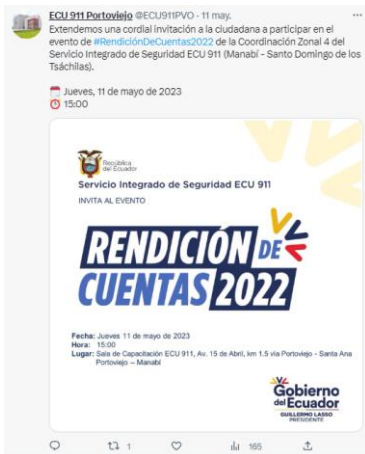 ECU 911 Portoviejo @ECU911PVO · 11 may.
Extendemos una cordial invitación a la ciudadana a participar en el
evento de #RendiciónDeCuentas2022 de la Coordinación Zonal 4 del
Servicio Integrado de Seguridad ECU 911 (Manabí - Santo Domingo de los
Tsáchilas).
Jueves, 11 de mayo de 2023
15:00
República
del Ecuador
Servicio Integrado de Seguridad ECU 911
INVITA AL EVENTO
RENDICIÓN DE
CUENTAS 2022
Fecha: Jueves 11 de mayo de 2023
Hora: 15:00
Lugar: Sala de Capacitación ECU 911, Av. 15 de Abril, km 1.5 vía Portoviejo - Santa Ana
Portoviejo – Manabí
Gobierno
del Ecuador
GUILLERMO LASSO
PRESIDENTE
1 165